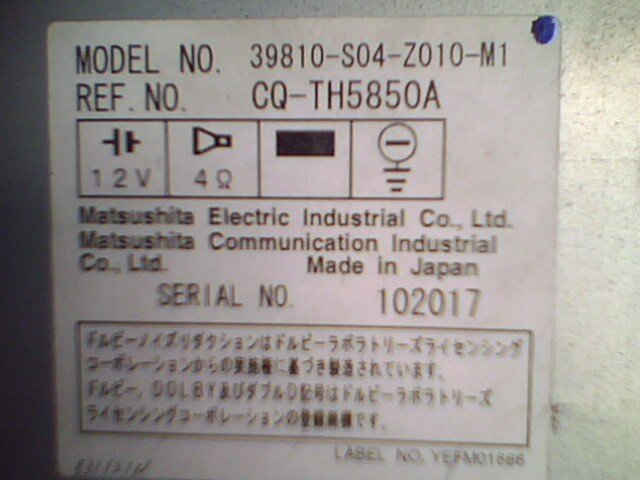 MODEL NO. 39810-S04-Z010-M1
REF. NO. CQ-TH5850A
12V 4Ω
Matsushita Electric Industrial Co., Ltd.
Matsushita Communication Industrial
Co., Ltd. Made in Japan
SERIAL NO. 102017
ドルビーノイズリダクションはドルビーラボラトリーズライセンシング
コーポレーションからの実施権に基づき製造されています。
ドルビー、DOLBY及びダブルD記号はドルビーラボラトリーズ
ライセンシングコーポレーションの登録商標です。
LABEL NO. YEFM01666